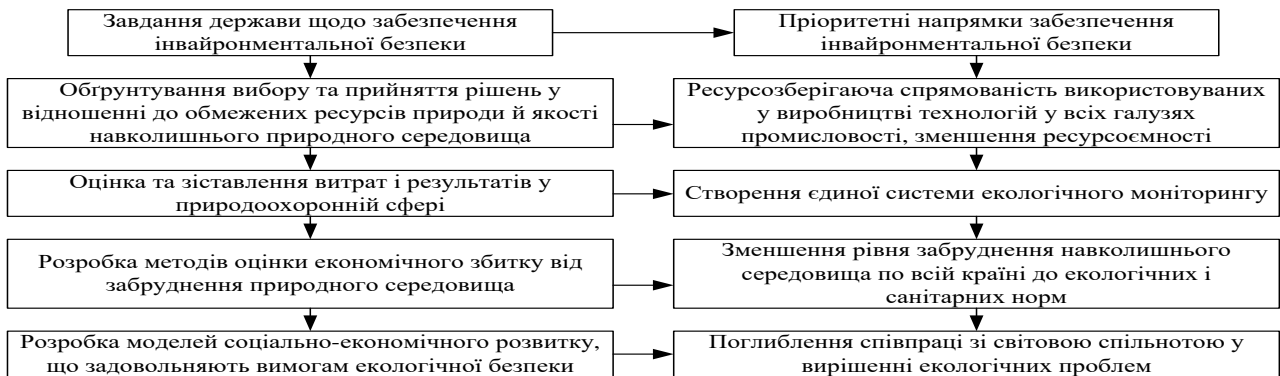 Завдання держави щодо забезпечення
інвайронментальної безпеки
Пріоритетні напрямки забезпечення
інвайронментальної безпеки
Обґрунтування вибору та прийняття рішень у
відношенні до обмежених ресурсів природи й якості
навколишнього природного середовища
Ресурсозберігаюча спрямованість використовуваних
у виробництві технологій у всіх галузях
промисловості, зменшення ресурсоємності
Оцінка та зіставлення витрат і результатів у
природоохоронній сфері
Створення єдиної системи екологічного моніторингу
Розробка методів оцінки економічного збитку від
забруднення природного середовища
Зменшення рівня забруднення навколишнього
середовища по всій країні до екологічних і
санітарних норм
Розробка моделей соціально-економічного розвитку,
що задовольняють вимогам екологічної безпеки
Поглиблення співпраці зі світовою спільнотою у
вирішенні екологічних проблем